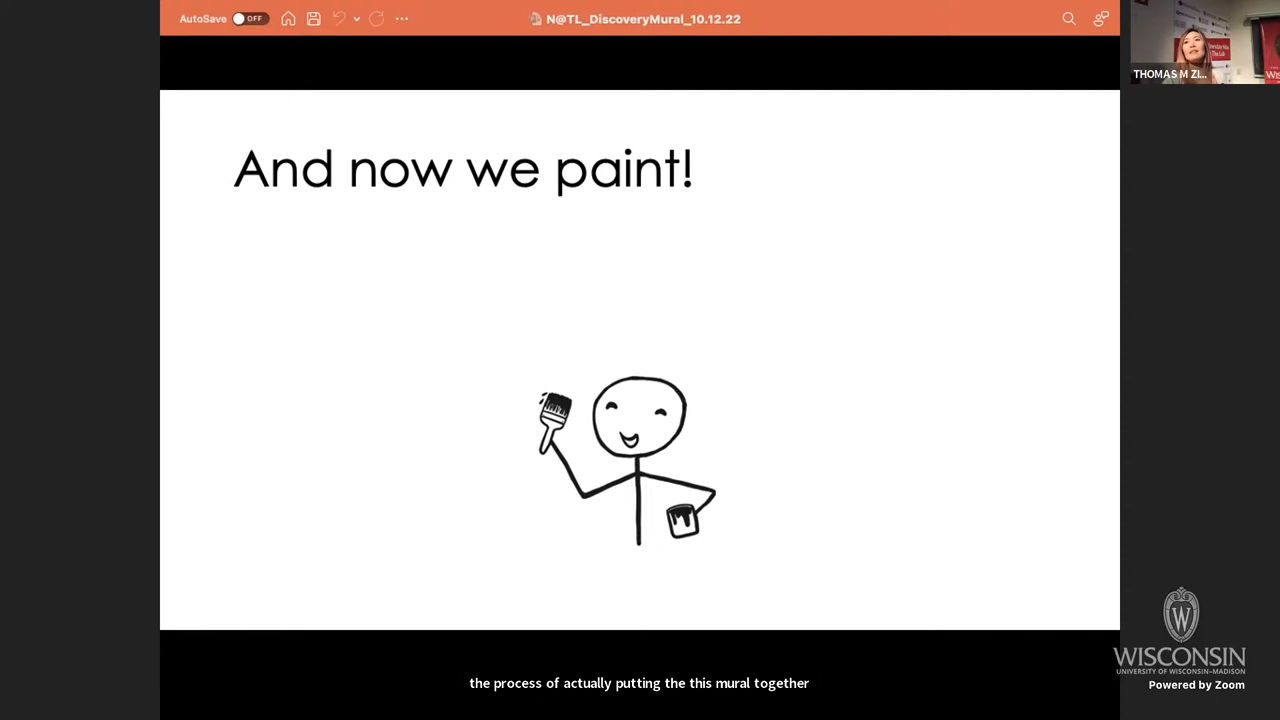 AutoSave OFF
N@TL_DiscoveryMural_10.12.22
THOMAS M ZI...
And now we paint!
W
WISCONSIN
UNIVERSITY OF WISCONSIN–MADISON
Powered by Zoom
the process of actually putting the this mural together